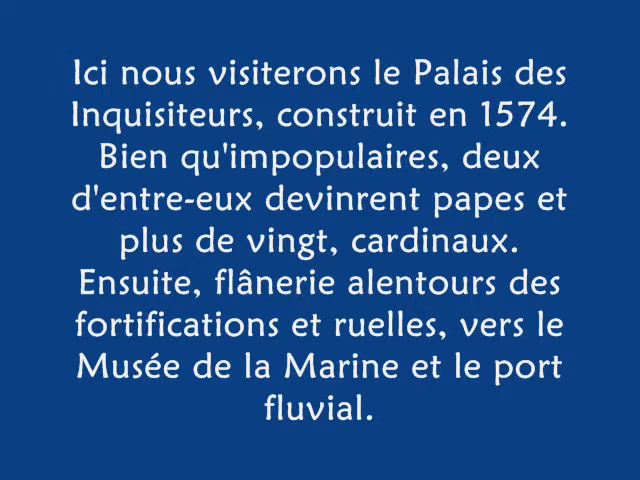 Ici nous visiterons le Palais des
Inquisiteurs, construit en 1574.
Bien qu'impopulaires, deux
d'entre-eux devinrent papes et
plus de vingt, cardinaux.
Ensuite, flânerie alentours des
fortifications et ruelles, vers le
Musée de la Marine et le port
fluvial.